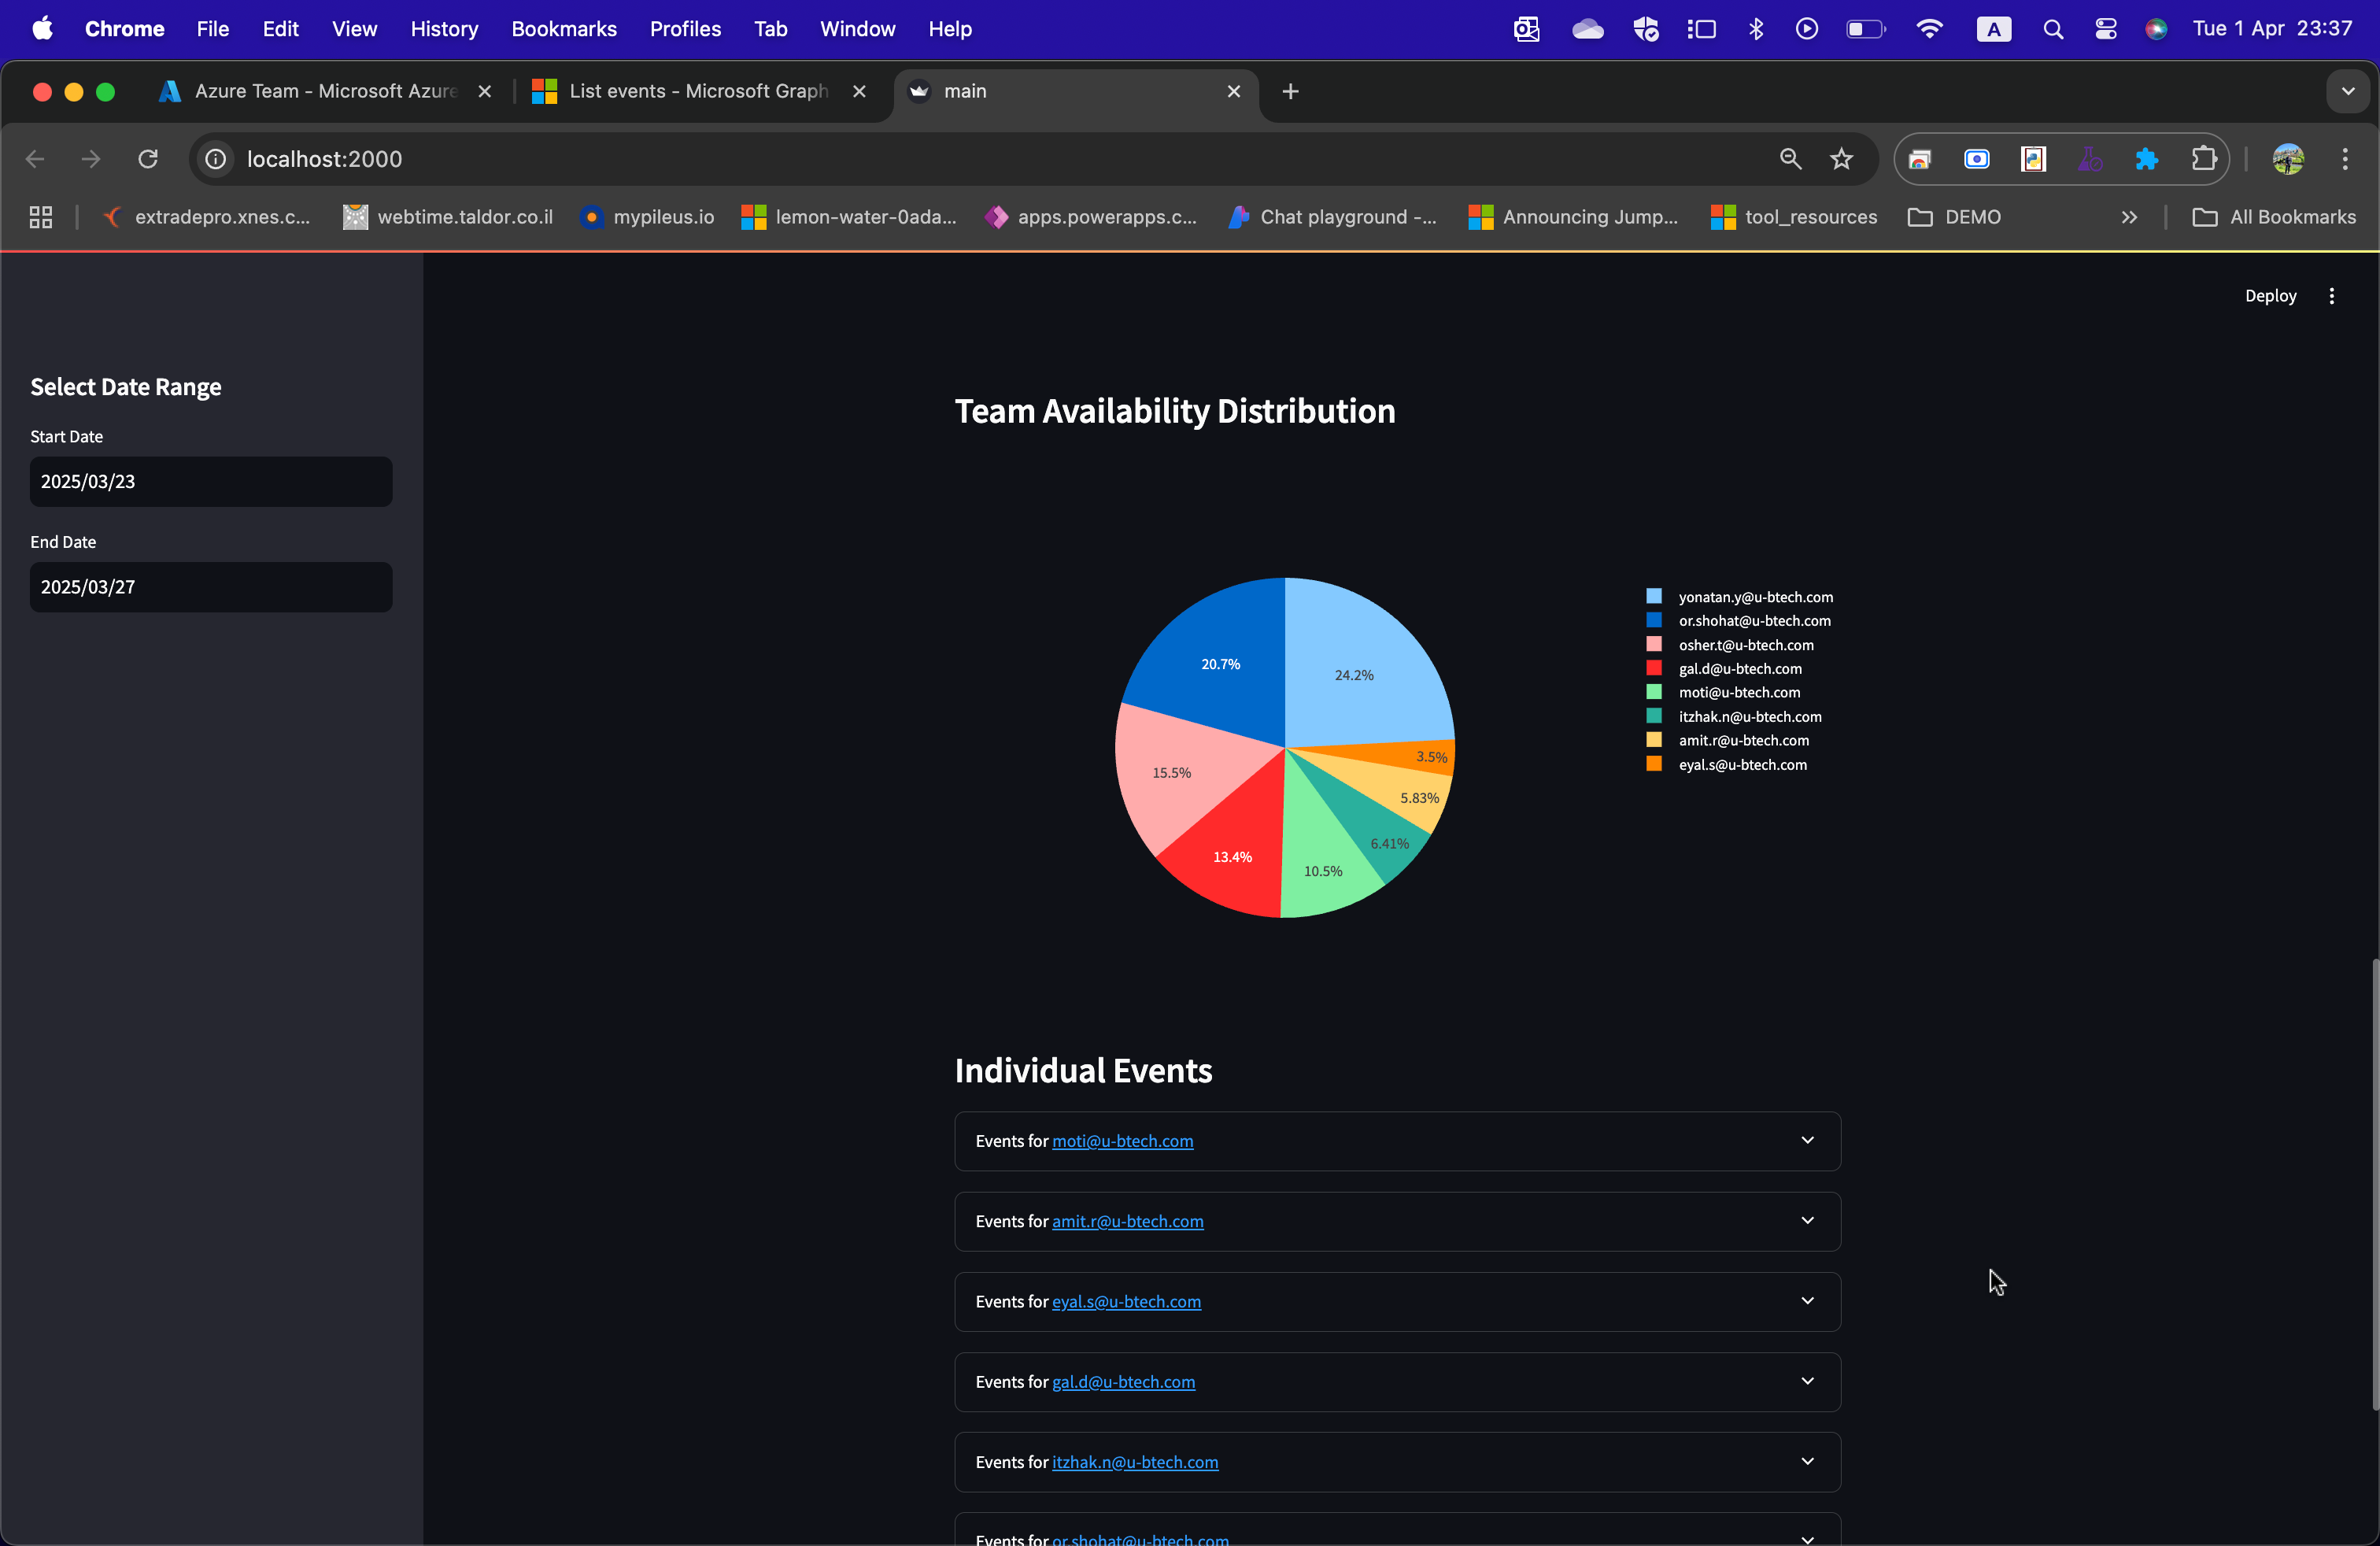 Chrome File Edit View History Bookmarks Profiles Tab Window Help A Tue 1 Apr 23:37
Azure Team - Microsoft Azure List events - Microsoft Graph main
localhost:2000
extradepro.xnes.c... webtime.taldor.co.il mypileus.io lemon-water-0ada... apps.powerapps.c... Chat playground -... Announcing Jump... tool_resources DEMO All Bookmarks
Deploy
Select Date Range
Start Date
2025/03/23
End Date
2025/03/27
Team Availability Distribution
20.7%
24.2%
3.5%
15.5%
5.83%
6.41%
13.4%
10.5%
yonatan.y@u-btech.com
or.shohat@u-btech.com
osher.t@u-btech.com
gal.d@u-btech.com
moti@u-btech.com
itzhak.n@u-btech.com
amit.r@u-btech.com
eyal.s@u-btech.com
Individual Events
Events for moti@u-btech.com
Events for amit.r@u-btech.com
Events for eyal.s@u-btech.com
Events for gal.d@u-btech.com
Events for itzhak.n@u-btech.com
Events for or.shohat@u-btech.com